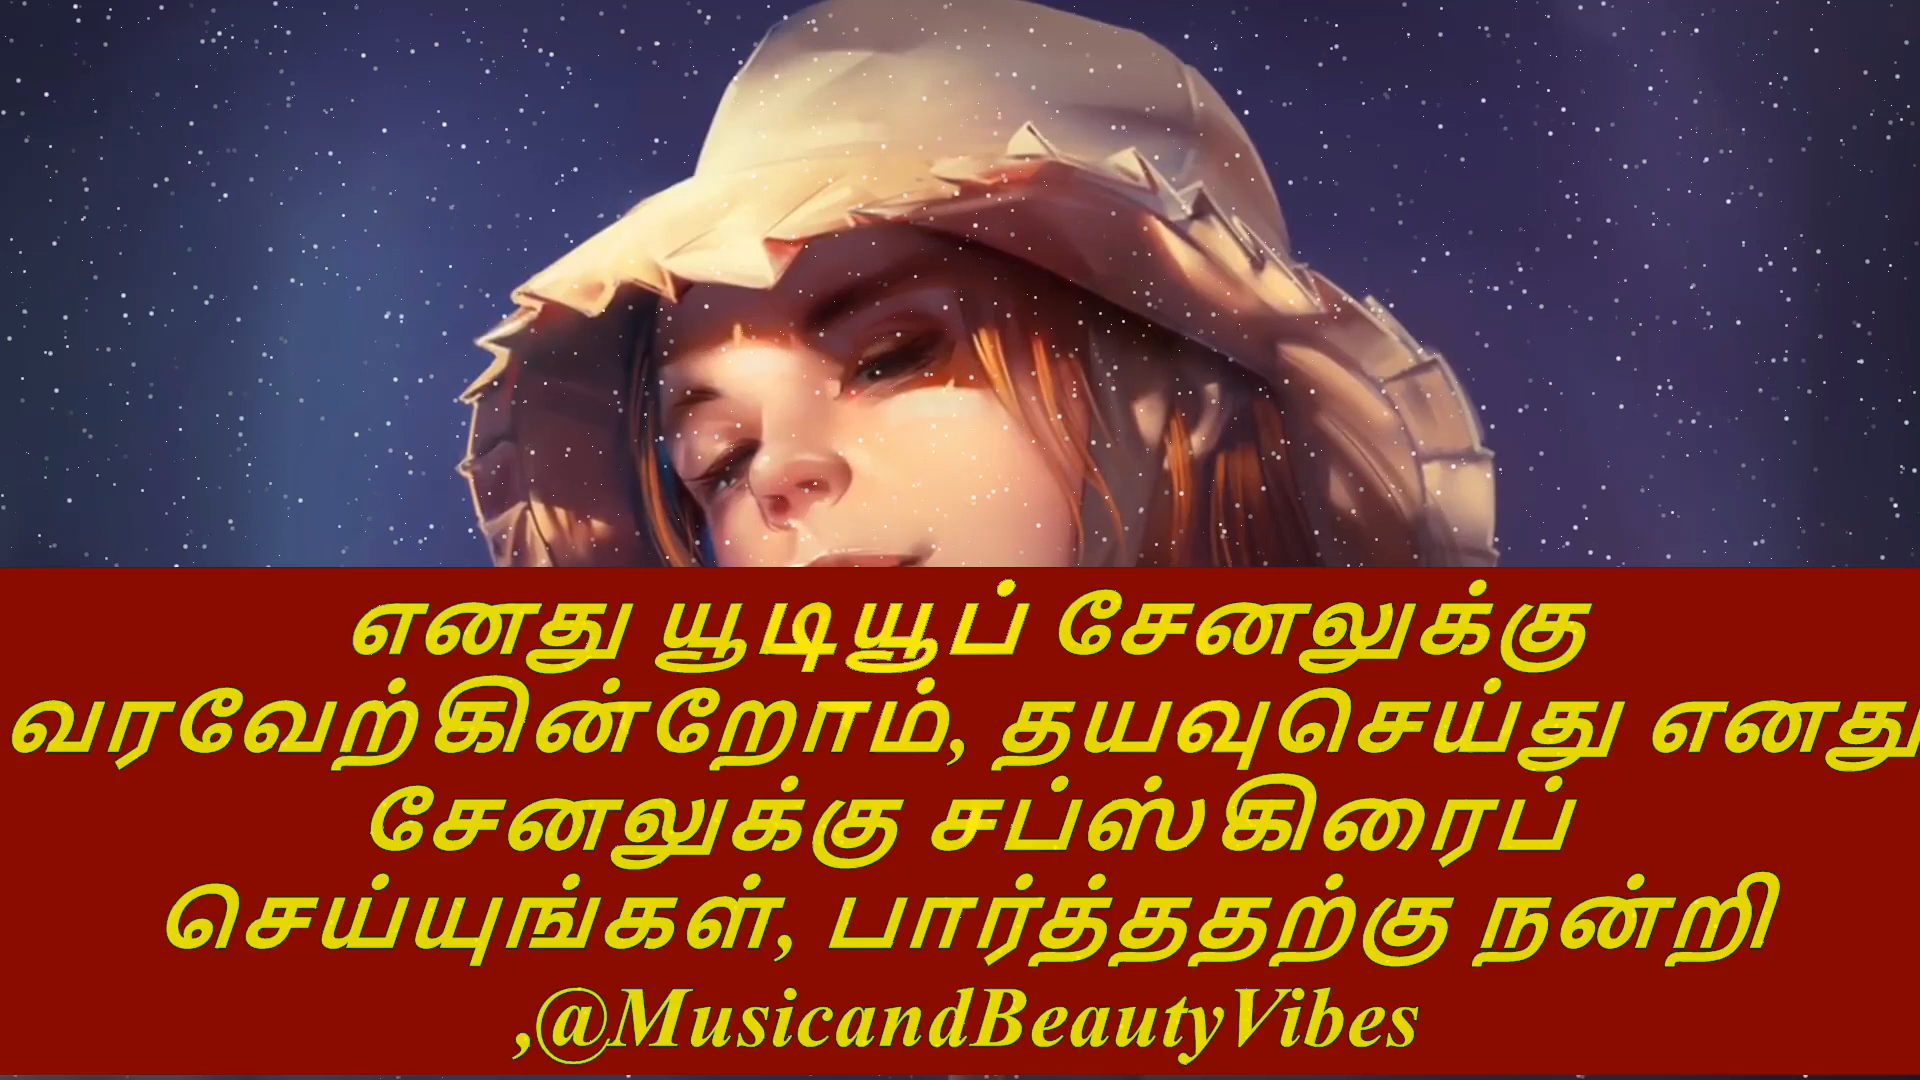 எனது யூடியூப் சேனலுக்கு
வரவேற்கின்றோம், தயவுசெய்து எனது
சேனலுக்கு சப்ஸ்கிரைப்
செய்யுங்கள், பார்த்ததற்கு நன்றி
,@MusicandBeautyVibes